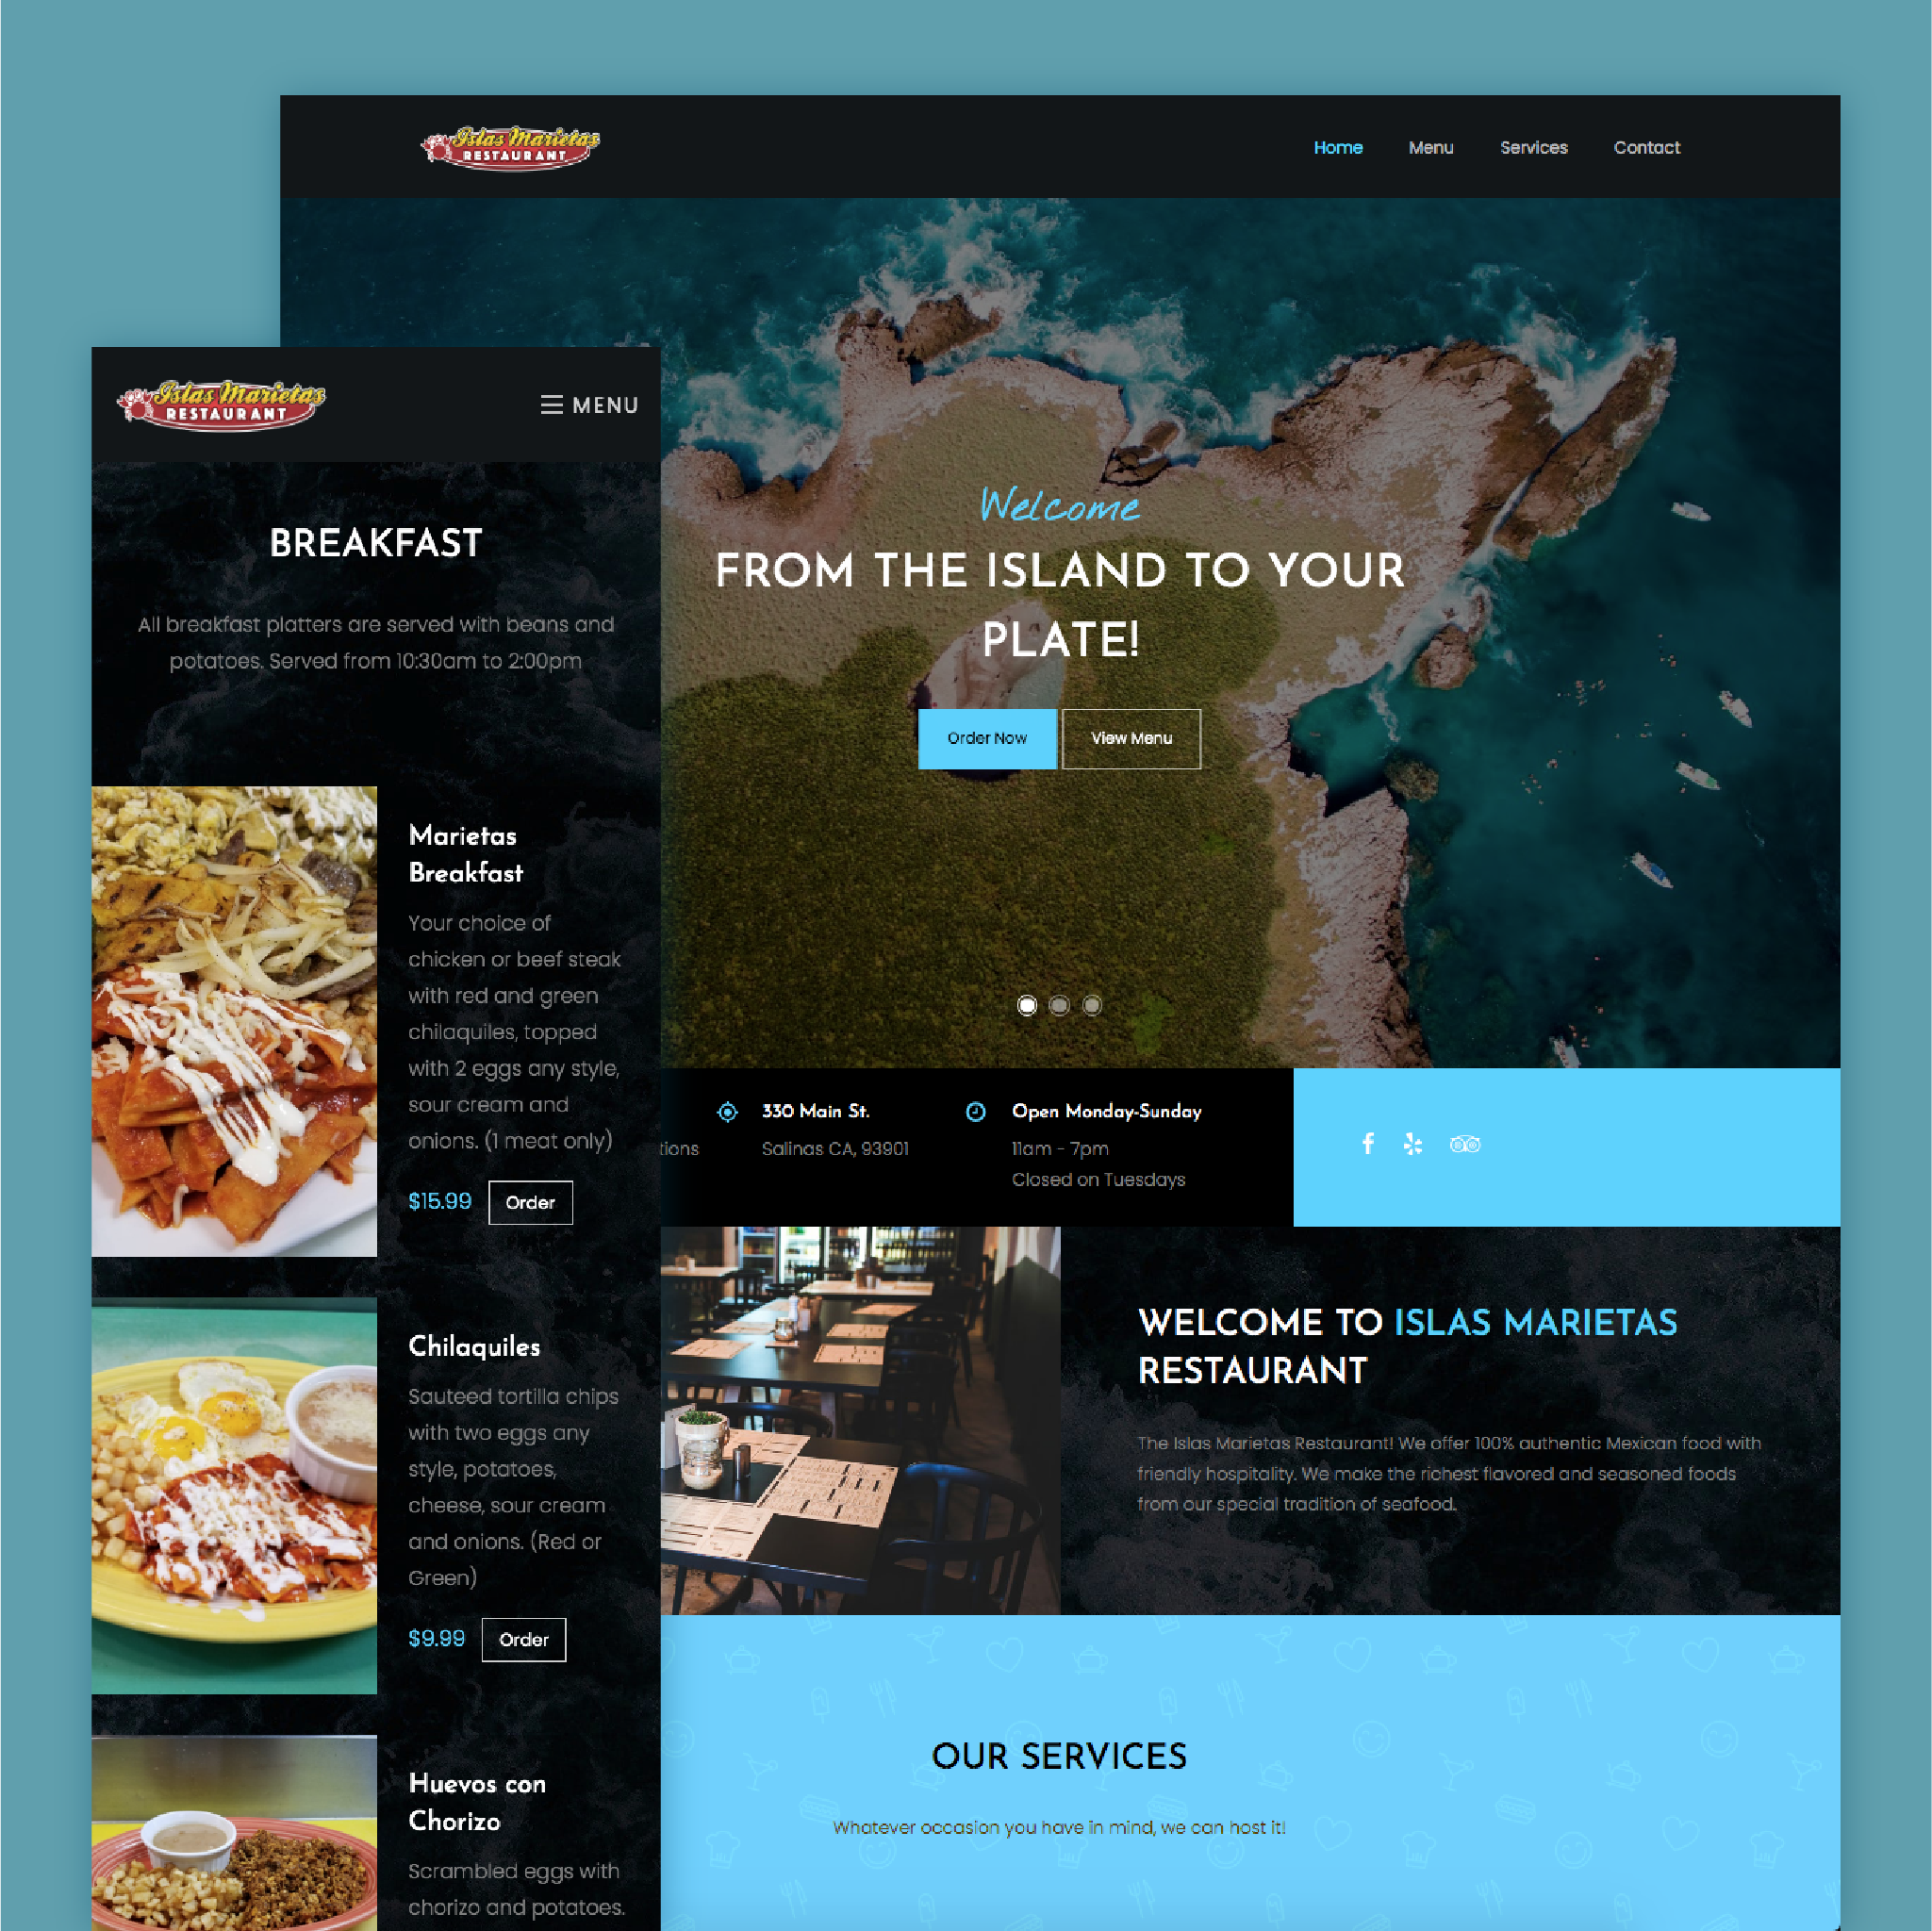 Islas Marietas
RESTAURANT
Home
Menu
Services
Contact
Welcome
FROM THE ISLAND TO YOUR
PLATE!
Order Now
View Menu
tions
330 Main St.
Salinas CA, 93901
Open Monday-Sunday
11am - 7pm
Closed on Tuesdays
WELCOME TO ISLAS MARIETAS
RESTAURANT
The Islas Marietas Restaurant! We offer 100% authentic Mexican food with
friendly hospitality. We make the richest flavored and seasoned foods
from our special tradition of seafood.
OUR SERVICES
Whatever occasion you have in mind, we can host it!
Islas Marietas
RESTAURANT
MENU
BREAKFAST
All breakfast platters are served with beans and
potatoes. Served from 10:30am to 2:00pm
Marietas
Breakfast
Your choice of
chicken or beef steak
with red and green
chilaquiles, topped
with 2 eggs any style,
sour cream and
onions. (1 meat only)
$15.99
Order
Chilaquiles
Sauteed tortilla chips
with two eggs any
style, potatoes,
cheese, sour cream
and onions. (Red or
Green)
$9.99
Order
Huevos con
Chorizo
Scrambled eggs with
chorizo and potatoes.